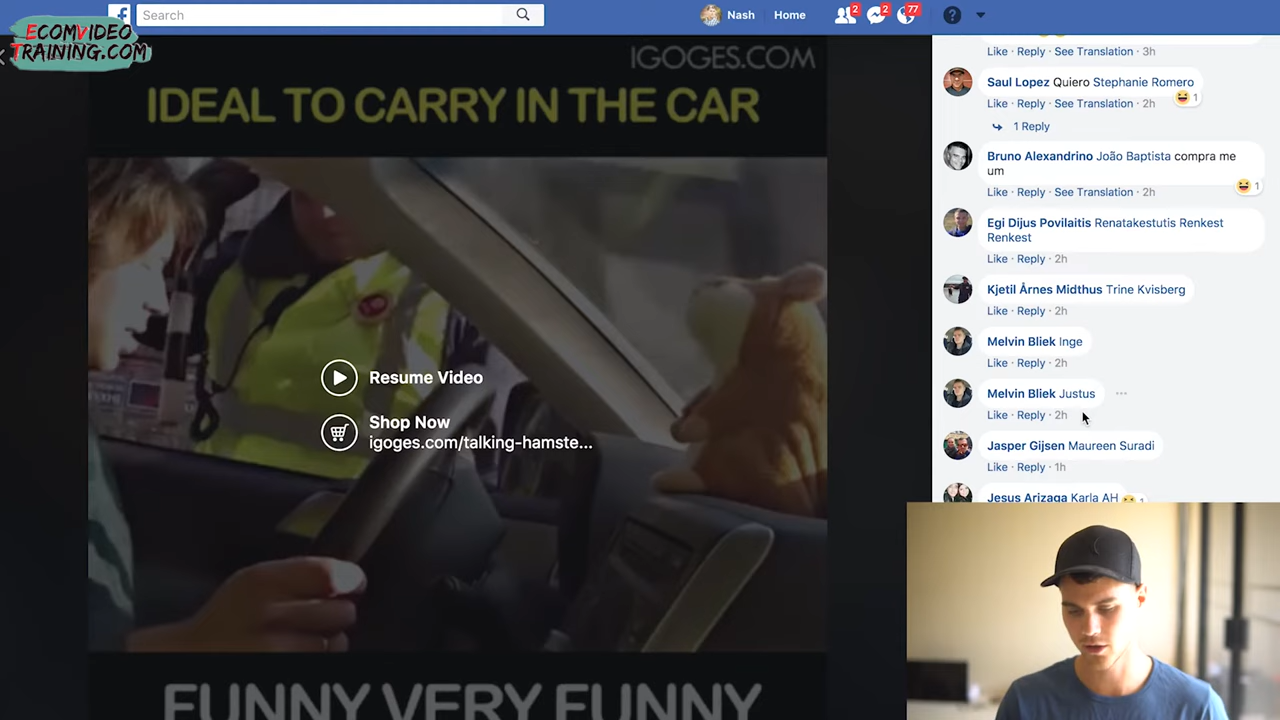 ECOMVIDEO
TRAINING.COM
Search
Nash
Home
2
2
77
?
IGOGES.COM
IDEAL TO CARRY IN THE CAR
Resume Video
Shop Now
igoges.com/talking-hamste...
FUNNY VERY FUNNY
Like · Reply · See Translation · 3h
Saul Lopez Quiero Stephanie Romero
1
Like · Reply · See Translation · 2h
1 Reply
Bruno Alexandrino João Baptista compra me
um
1
Like · Reply · See Translation · 2h
Egi Dijus Povilaitis Renatakestutis Renkest
Renkest
Like · Reply · 2h
Kjetil Årnes Midthus Trine Kvisberg
Like · Reply · 2h
Melvin Bliek Inge
Like · Reply · 2h
Melvin Bliek Justus
Like · Reply · 2h
Jasper Gijsen Maureen Suradi
Like · Reply · 1h
Jesus Arizaga Karla AH
1